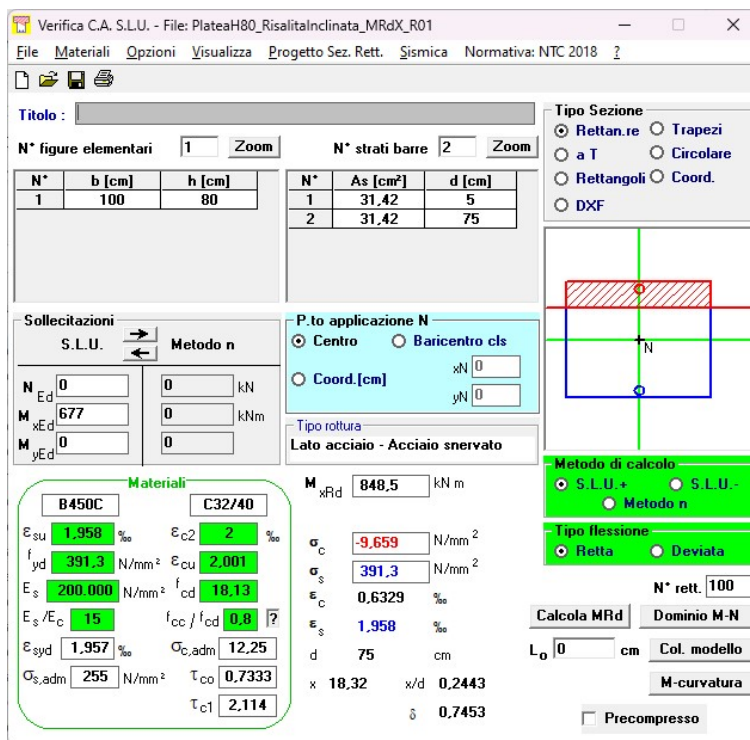 Verifica C.A. S.L.U. - File: PlateaH80_RisalitaInclinata_MRdX_R01
File Materiali Opzioni Visualizza Progetto Sez. Rett. Sismica Normativa: NTC 2018 ?
Titolo :
N° figure elementari 1 Zoom N° strati barre 2 Zoom
N° b [cm] h [cm]
1 100 80
N° As [cm²] d [cm]
1 31,42 5
2 31,42 75
Tipo Sezione
Rettan.re Trapezi
a T Circolare
Rettangoli Coord.
DXF
N
Sollecitazioni
S.L.U. Metodo n
N Ed 0 0 kN
M xEd 677 0 kNm
M yEd 0 0
P.to applicazione N
Centro Baricentro cls
Coord.[cm] xN 0
yN 0
Tipo rottura
Lato acciaio - Acciaio snervato
Metodo di calcolo
S.L.U.+ S.L.U.-
Metodo n
Tipo flessione
Retta Deviata
Materiali
B450C C32/40
εsu 1,958 ‰ εc2 2 ‰
fyd 391,3 N/mm² εcu 2,001
Es 200.000 N/mm² fcd 18,13
Es/Ec 15 fcc / fcd 0,8 ?
εsyd 1,957 ‰ σc,adm 12,25
σs,adm 255 N/mm² τco 0,7333
τc1 2,114
M xRd 848,5 kN m
σc -9,659 N/mm²
σs 391,3 N/mm²
εc 0,6329 ‰
εs 1,958 ‰
d 75 cm
x 18,32 x/d 0,2443
δ 0,7453
N° rett. 100
Calcola MRd Dominio M-N
Lo 0 cm Col. modello
M-curvatura
Precompresso